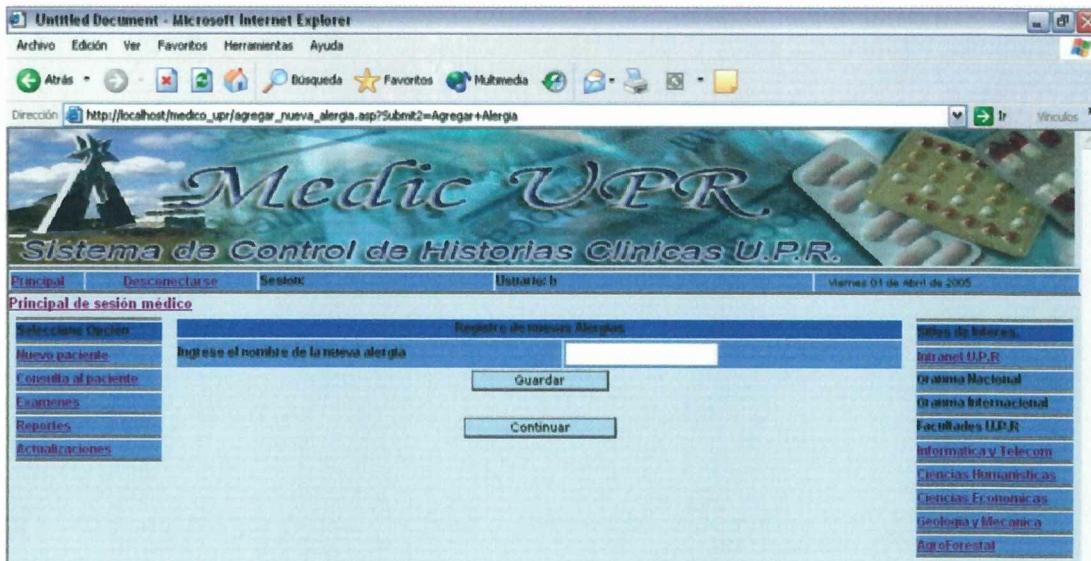 Untitled Document - Microsoft Internet Explorer
Archivo Edición Ver Favoritos Herramientas Ayuda
Atrás Búsqueda Favoritos Multimedia
Dirección http://localhost/medico_upr/agregar_nueva_alergia.asp?Submit2=Agregar+Alergia Ir Vínculos
Medic UPR
Sistema de Control de Historias Clinicas U.P.R.
Principal Desconectarse Sesion: Usuario: h Viernes 01 de Abril de 2005
Principal de sesión médico
Seleccione Opcion
Nuevo paciente
Consulta al paciente
Examenes
Reportes
Actualizaciones
Registro de nuevas Alergias
Ingrese el nombre de la nueva alergia
Guardar
Continuar
Sitios de Interes.
Intranet U.P.R
Granma Nacional
Granma Internacional
Facultades U.P.R
Informatica y Telecom
Ciencias Humanisticas
Ciencias Economicas
Geologia y Mecanica
AgroForestal